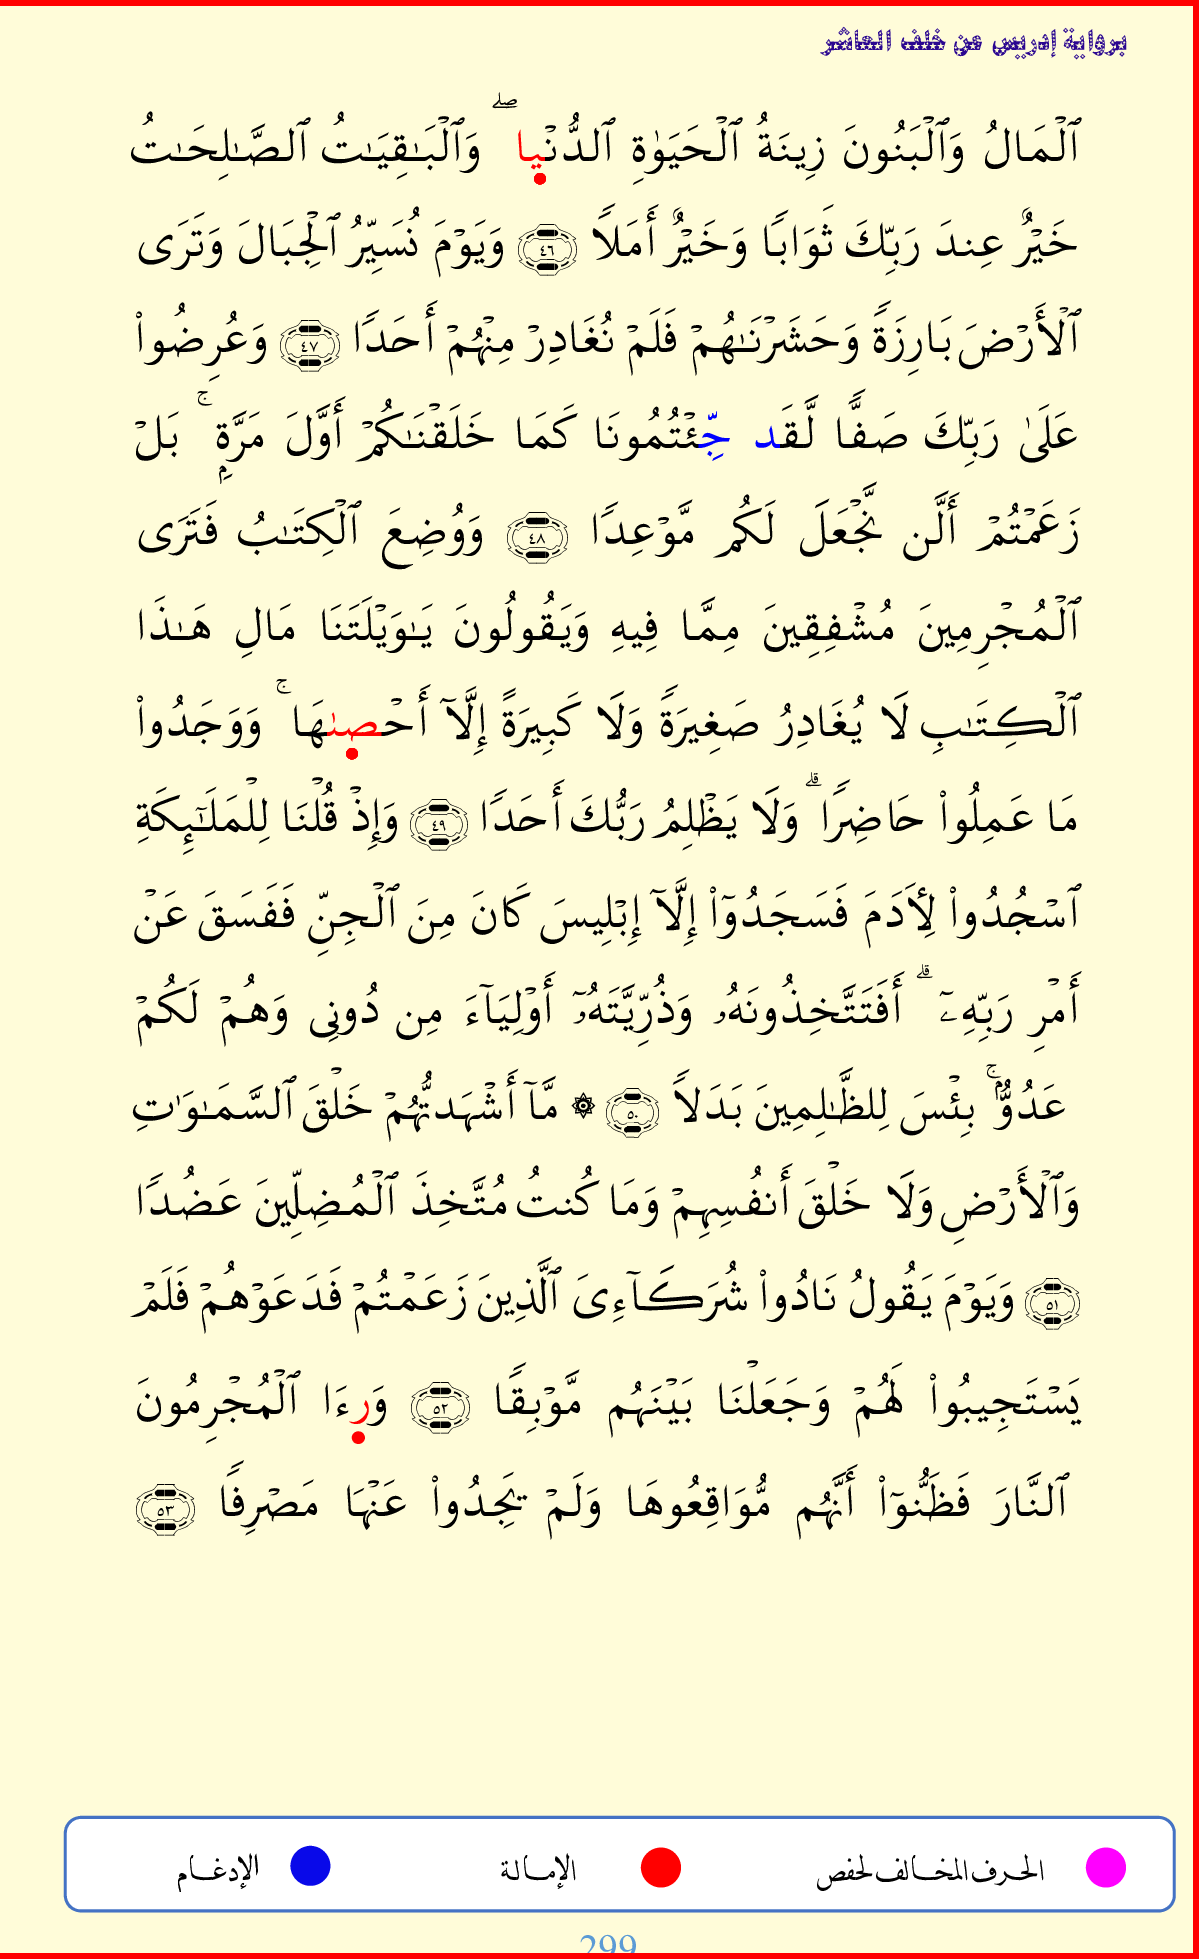 برواية إدريس عن خلف العاشر
ٱلۡمَالُ وَٱلۡبَنُونَ زِينَةُ ٱلۡحَيَوٰةِ ٱلدُّنۡيا ۖ وَٱلۡبَٰقِيَٰتُ ٱلصَّٰلِحَٰتُ
خَيۡرٌ عِندَ رَبِّكَ ثَوَابًا وَخَيۡرٌ أَمَلًا ٤٦ وَيَوۡمَ نُسَيِّرُ ٱلۡجِبَالَ وَتَرَى
ٱلۡأَرۡضَ بَارِزَةً وَحَشَرۡنَٰهُمۡ فَلَمۡ نُغَادِرۡ مِنۡهُمۡ أَحَدًا ٤٧ وَعُرِضُواْ
عَلَىٰ رَبِّكَ صَفًّا لَّقَد جِّئۡتُمُونَا كَمَا خَلَقۡنَٰكُمۡ أَوَّلَ مَرَّةِۭ ۚ بَلۡ
زَعَمۡتُمۡ أَلَّن نَّجۡعَلَ لَكُم مَّوۡعِدًا ٤٨ وَوُضِعَ ٱلۡكِتَٰبُ فَتَرَى
ٱلۡمُجۡرِمِينَ مُشۡفِقِينَ مِمَّا فِيهِ وَيَقُولُونَ يَٰوَيۡلَتَنَا مَالِ هَٰذَا
ٱلۡكِتَٰبِ لَا يُغَادِرُ صَغِيرَةً وَلَا كَبِيرَةً إِلَّآ أَحۡصِىٰهَا ۚ وَوَجَدُواْ
مَا عَمِلُواْ حَاضِرًا ۗ وَلَا يَظۡلِمُ رَبُّكَ أَحَدًا ٤٩ وَإِذۡ قُلۡنَا لِلۡمَلَٰٓئِكَةِ
ٱسۡجُدُواْ لِأَٓدَمَ فَسَجَدُوٓاْ إِلَّآ إِبۡلِيسَ كَانَ مِنَ ٱلۡجِنِّ فَفَسَقَ عَنۡ
أَمۡرِ رَبِّهِۦٓ ۗ أَفَتَتَّخِذُونَهُۥ وَذُرِّيَّتَهُۥٓ أَوۡلِيَآءَ مِن دُونِى وَهُمۡ لَكُمۡ
عَدُوُّۢ ۚ بِئۡسَ لِلظَّٰلِمِينَ بَدَلًا ٥٠ ۞ مَّآ أَشۡهَدتُّهُمۡ خَلۡقَ ٱلسَّمَٰوَٰتِ
وَٱلۡأَرۡضِ وَلَا خَلۡقَ أَنفُسِهِمۡ وَمَا كُنتُ مُتَّخِذَ ٱلۡمُضِلِّينَ عَضُدًا
٥١ وَيَوۡمَ يَقُولُ نَادُواْ شُرَكَآءِىَ ٱلَّذِينَ زَعَمۡتُمۡ فَدَعَوۡهُمۡ فَلَمۡ
يَسۡتَجِيبُواْ لَهُمۡ وَجَعَلۡنَا بَيۡنَهُم مَّوۡبِقًا ٥٢ وَرِءَا ٱلۡمُجۡرِمُونَ
ٱلنَّارَ فَظَنُّوٓاْ أَنَّهُم مُّوَاقِعُوهَا وَلَمۡ يَجِدُواْ عَنۡهَا مَصۡرِفًا ٥٣
الحرف المخالف لحفص الإمالة الإدغام
299